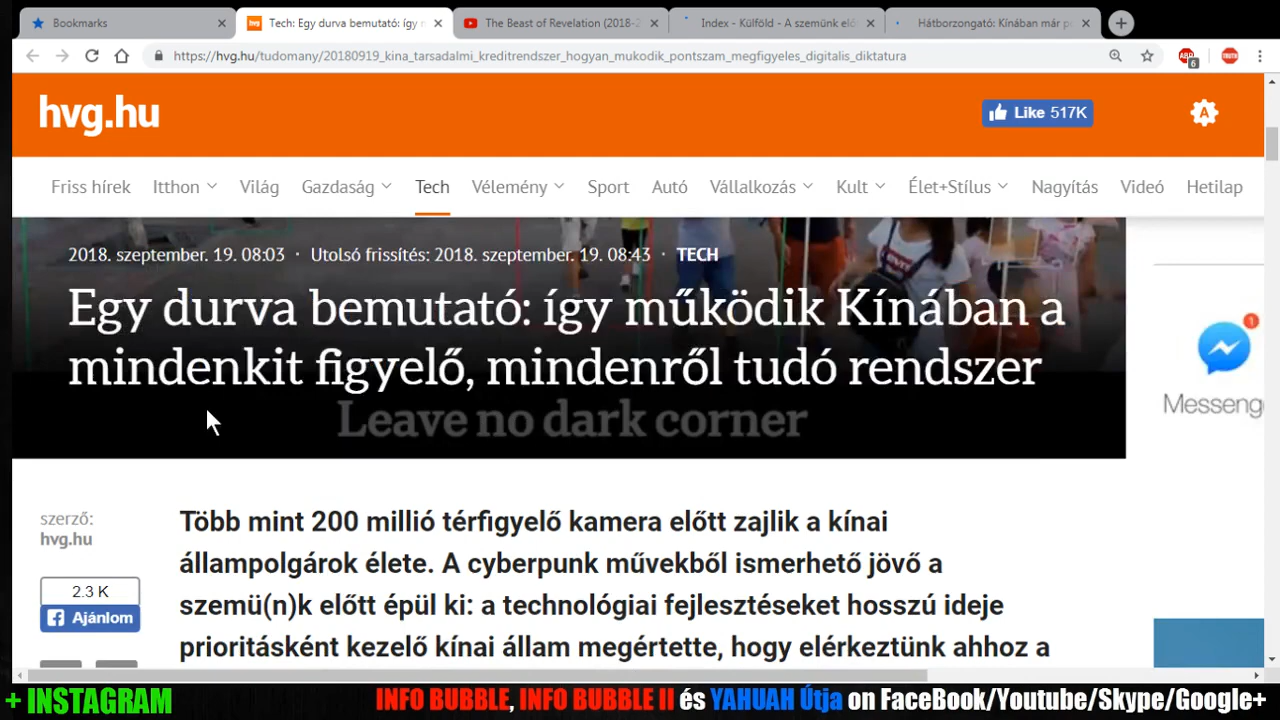 Bookmarks
Tech: Egy durva bemutató: így m
The Beast of Revelation (2018-2
Index - Külföld - A szemünk elő
Hátborzongató: Kínában már p
https://hvg.hu/tudomany/20180919_kina_tarsadalmi_kreditrendszer_hogyan_mukodik_pontszam_megfigyeles_digitalis_diktatura
ABP
6
TRUTH
hvg.hu
Like 517K
A
Friss hírek Itthon Világ Gazdaság Tech Vélemény Sport Autó Vállalkozás Kult Élet+Stílus Nagyítás Videó Hetilap
2018. szeptember. 19. 08:03 · Utolsó frissítés: 2018. szeptember. 19. 08:43 · TECH
Egy durva bemutató: így működik Kínában a
mindenkit figyelő, mindenről tudó rendszer
Leave no dark corner
1
Messeng
szerző:
hvg.hu
2.3 K
Ajánlom
Több mint 200 millió térfigyelő kamera előtt zajlik a kínai
állampolgárok élete. A cyberpunk művekből ismerhető jövő a
szemü(n)k előtt épül ki: a technológiai fejlesztéseket hosszú ideje
prioritásként kezelő kínai állam megértette, hogy elérkeztünk ahhoz a
+ INSTAGRAM
INFO BUBBLE, INFO BUBBLE II és YAHUAH Útja on FaceBook/Youtube/Skype/Google+